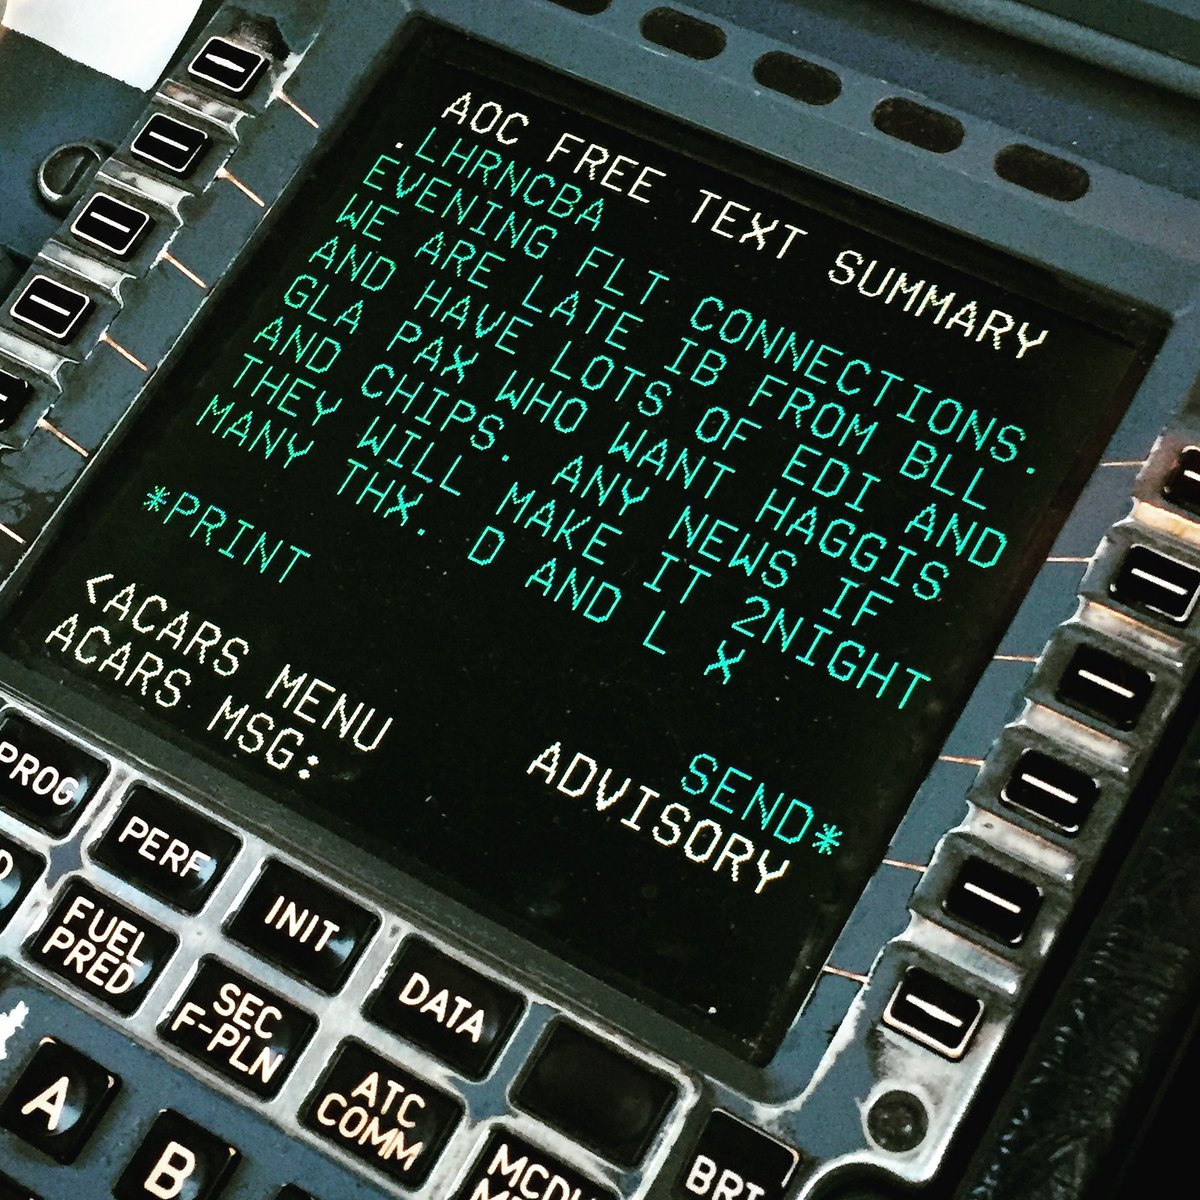 AOC FREE TEXT SUMMARY
.LHRNCBA
EVENING FLT CONNECTIONS.
WE ARE LATE IB FROM BLL
AND HAVE LOTS OF EDI AND
GLA PAX WHO WANT HAGGIS
AND CHIPS. ANY NEWS IF
THEY WILL MAKE IT 2NIGHT
MANY THX. D AND L X
*PRINT
SEND*
<ACARS MENU
ADVISORY
ACARS MSG:
PROG
PERF
INIT
DATA
FUEL
PRED
SEC
F-PLN
ATC
COMM
MCDU
BRT
A
B